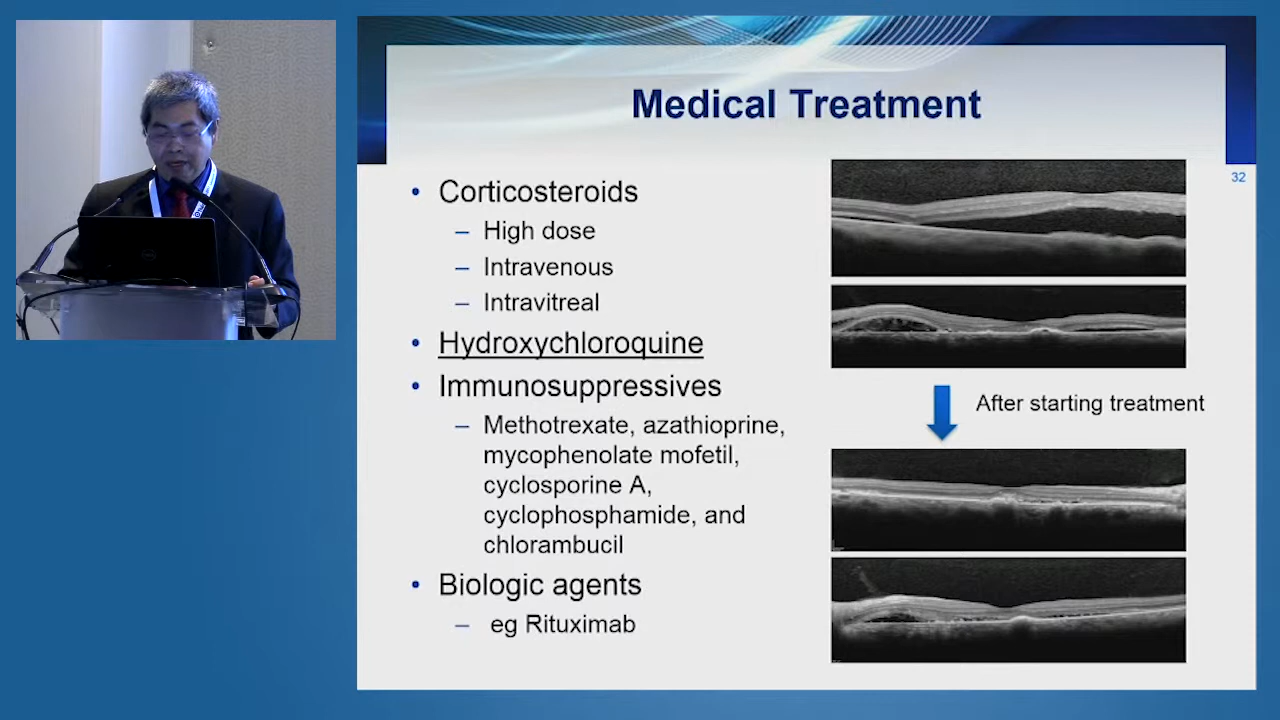 Medical Treatment
32
• Corticosteroids
– High dose
– Intravenous
– Intravitreal
• Hydroxychloroquine
• Immunosuppressives
– Methotrexate, azathioprine,
mycophenolate mofetil,
cyclosporine A,
cyclophosphamide, and
chlorambucil
• Biologic agents
– eg Rituximab
After starting treatment